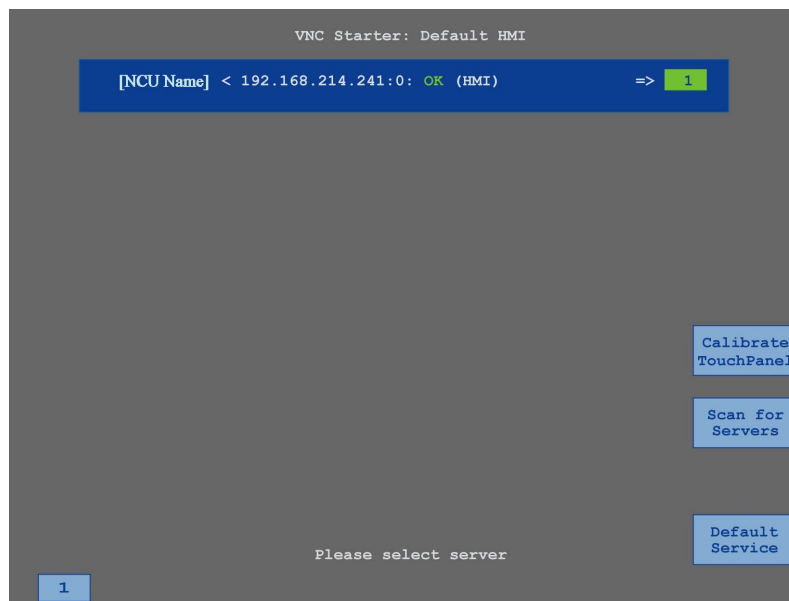 VNC Starter: Default HMI
[NCU Name] < 192.168.214.241:0: OK (HMI) => 1
Calibrate
TouchPanel
Scan for
Servers
Default
Service
Please select server
1